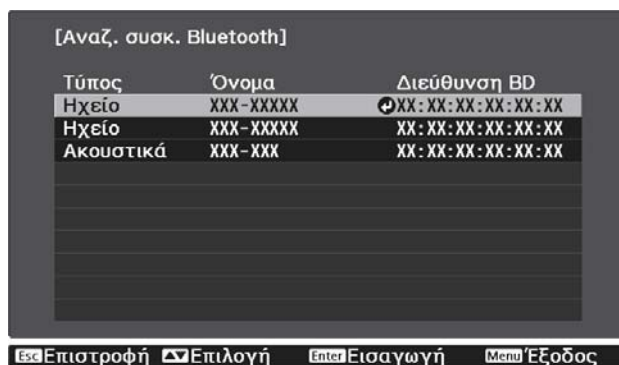 [Αναζ. συσκ. Bluetooth]
Τύπος Όνομα Διεύθυνση BD
Ηχείο XXX-XXXXX XX:XX:XX:XX:XX:XX
Ηχείο XXX-XXXXX XX:XX:XX:XX:XX:XX
Ακουστικά XXX-XXX XX:XX:XX:XX:XX:XX
Esc Επιστροφή Επιλογή Enter Εισαγωγή Menu Έξοδος